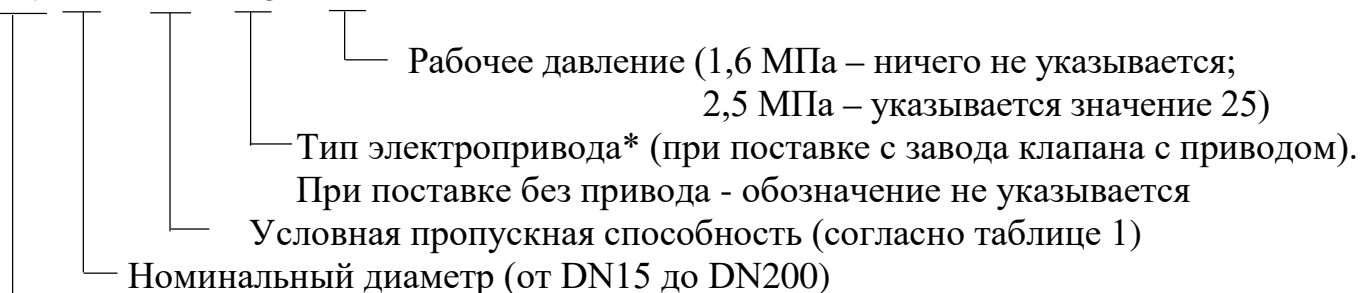 Рабочее давление (1,6 МПа – ничего не указывается;
2,5 МПа – указывается значение 25)
Тип электропривода* (при поставке с завода клапана с приводом).
При поставке без привода - обозначение не указывается
Условная пропускная способность (согласно таблице 1)
Номинальный диаметр (от DN15 до DN200)